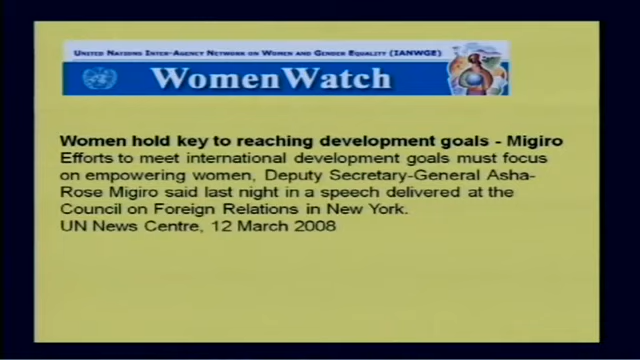 UNITED NATIONS INTER-AGENCY NETWORK ON WOMEN AND GENDER EQUALITY (IANWGE)
WomenWatch
Women hold key to reaching development goals - Migiro
Efforts to meet international development goals must focus
on empowering women, Deputy Secretary-General Asha-
Rose Migiro said last night in a speech delivered at the
Council on Foreign Relations in New York.
UN News Centre, 12 March 2008